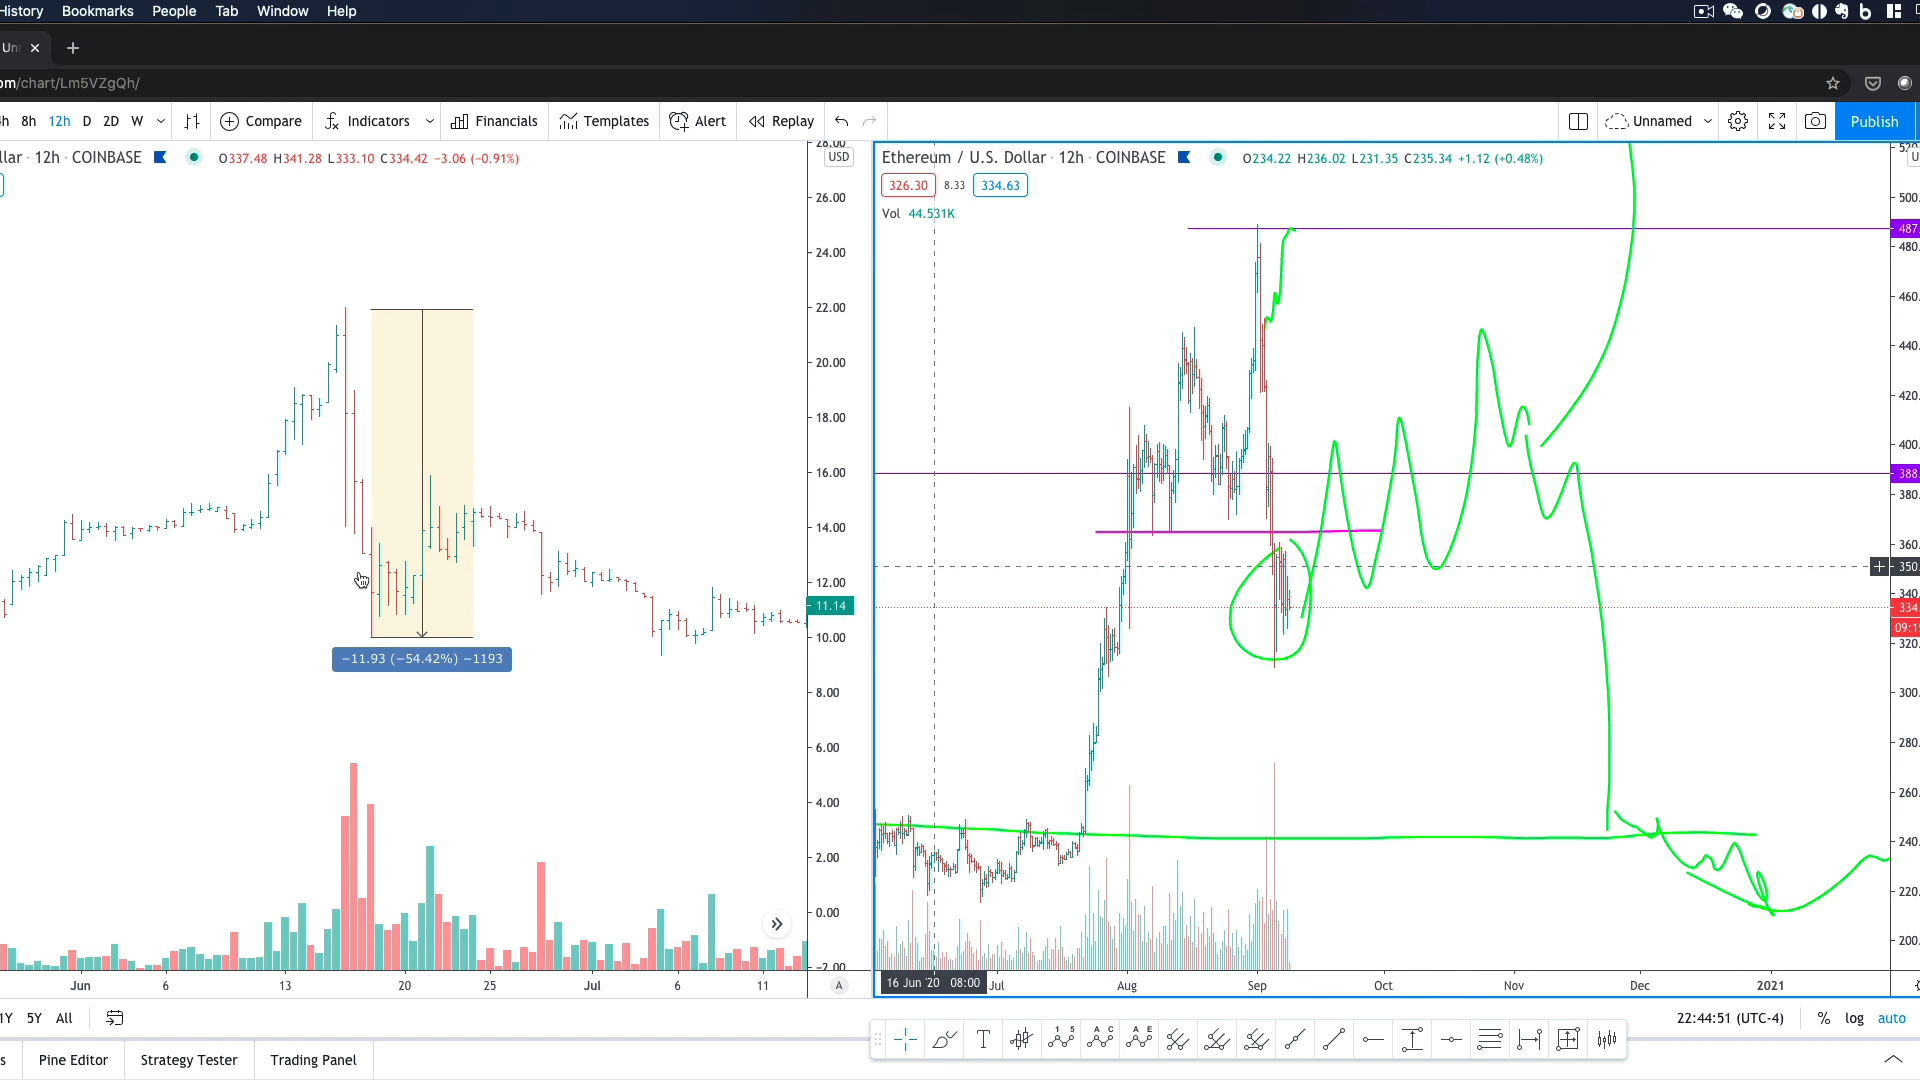 History Bookmarks People Tab Window Help
Un
om/chart/Lm5VZgQh/
4h 8h 12h D 2D W Compare Indicators Financials Templates Alert Replay Unnamed Publish
llar · 12h · COINBASE O337.48 H341.28 L333.10 C334.42 −3.06 (−0.91%)
USD
28.00
26.00
24.00
22.00
20.00
18.00
16.00
14.00
12.00
11.14
10.00
8.00
6.00
4.00
2.00
0.00
−2.00
−11.93 (−54.42%) −1193
Jun 6 13 20 25 Jul 6 11 A
Ethereum / U.S. Dollar · 12h · COINBASE O234.22 H236.02 L231.35 C235.34 +1.12 (+0.48%)
326.30 8.33 334.63
Vol 44.531K
520
500.
487.
480.
460.
440.
420.
400.
388
380.
360.
350.
340.
334.
09:1
320.
300.
280.
260.
240.
220.
200.
16 Jun '20 08:00 Jul Aug Sep Oct Nov Dec 2021
1Y 5Y All
22:44:51 (UTC-4) % log auto
s Pine Editor Strategy Tester Trading Panel